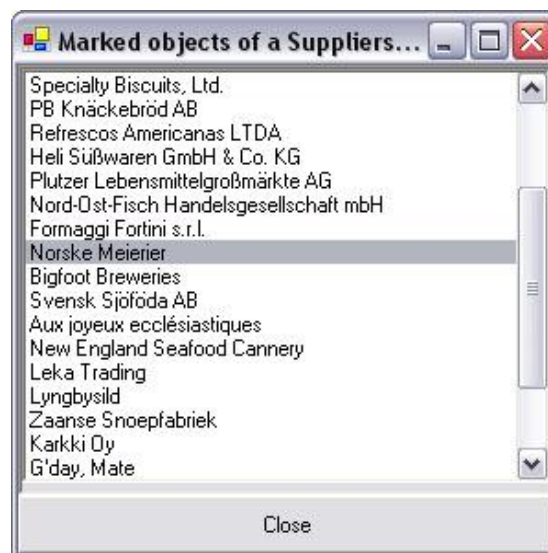 Marked objects of a Suppliers...
Specialty Biscuits, Ltd.
PB Knäckebröd AB
Refrescos Americanas LTDA
Heli Süßwaren GmbH & Co. KG
Plutzer Lebensmittelgroßmärkte AG
Nord-Ost-Fisch Handelsgesellschaft mbH
Formaggi Fortini s.r.l.
Norske Meierier
Bigfoot Breweries
Svensk Sjöföda AB
Aux joyeux ecclésiastiques
New England Seafood Cannery
Leka Trading
Lyngbysild
Zaanse Snoepfabriek
Karkki Oy
G'day, Mate
Close